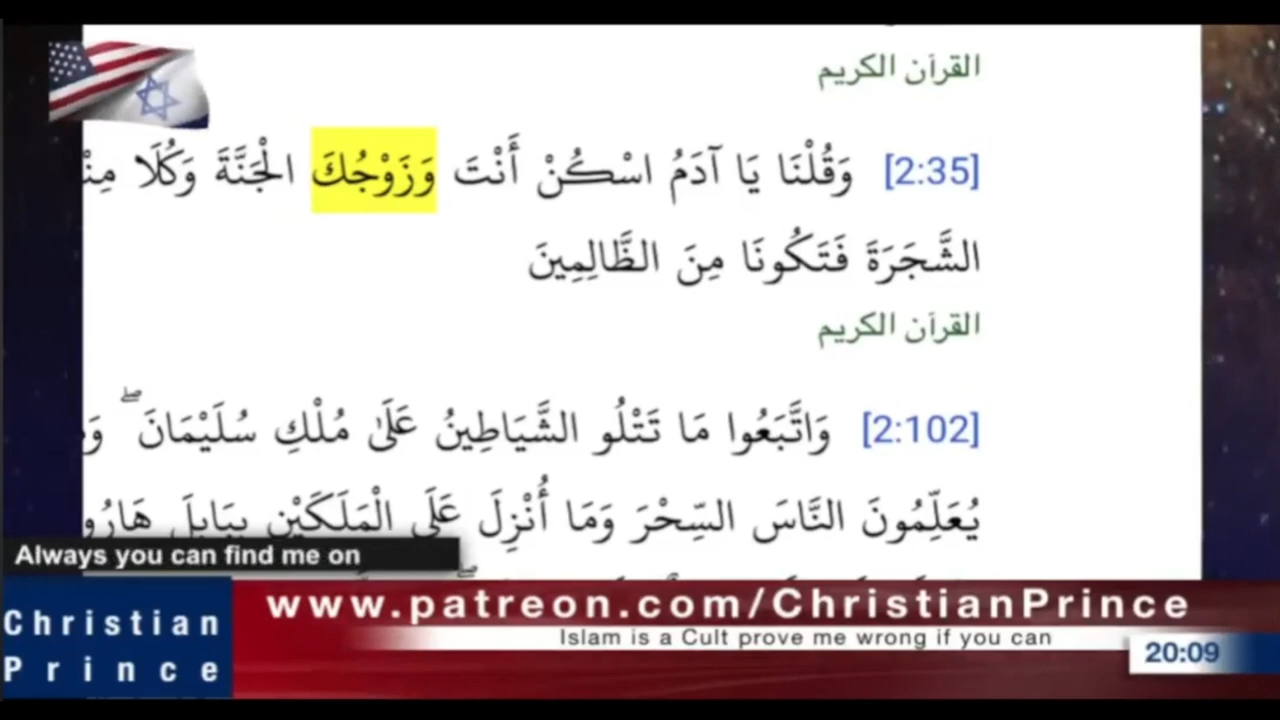 القرآن الكريم
[2:35] وَقُلْنَا يَا آدَمُ اسْكُنْ أَنْتَ وَزَوْجُكَ الْجَنَّةَ وَكُلَا
الشَّجَرَةَ فَتَكُونَا مِنَ الظَّالِمِينَ
القرآن الكريم
[2:102] وَاتَّبَعُوا مَا تَتْلُو الشَّيَاطِينُ عَلَىٰ مُلْكِ سُلَيْمَانَ ۖ
يُعَلِّمُونَ النَّاسَ السِّحْرَ وَمَا أُنْزِلَ عَلَى الْمَلَكَيْنِ بِبَابِلَ
Always you can find me on
www.patreon.com/ChristianPrince
Christian
Prince
Islam is a Cult prove me wrong if you can
20:09